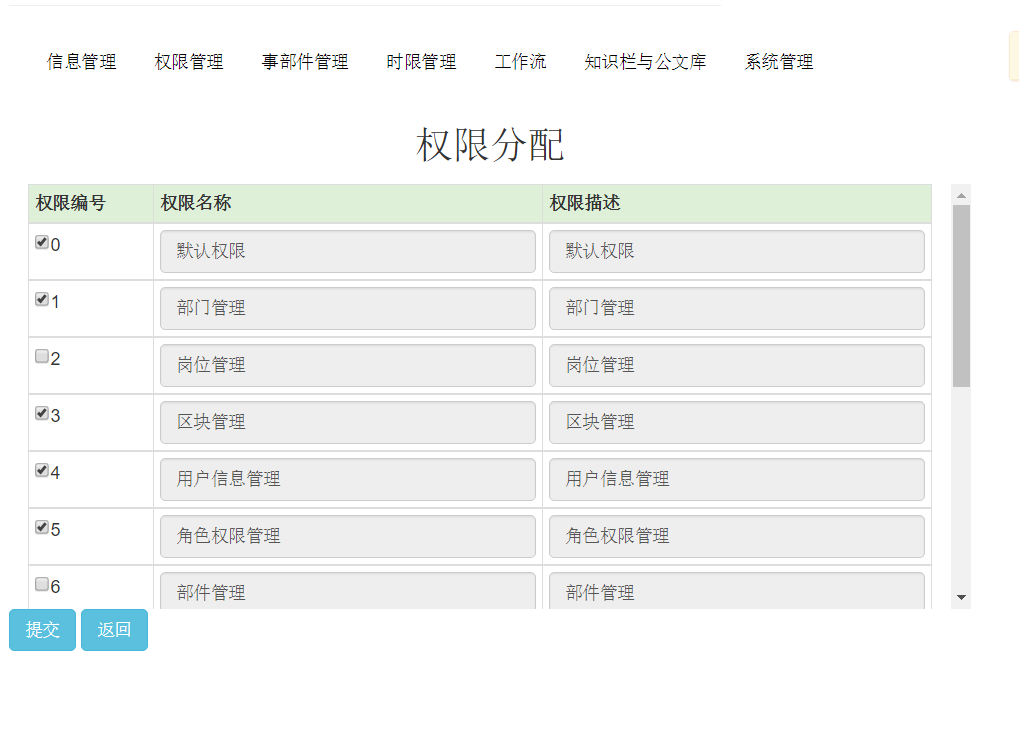 信息管理 权限管理 事部件管理 时限管理 工作流 知识栏与公文库 系统管理
权限分配
权限编号 权限名称 权限描述
0 默认权限 默认权限
1 部门管理 部门管理
2 岗位管理 岗位管理
3 区块管理 区块管理
4 用户信息管理 用户信息管理
5 角色权限管理 角色权限管理
6 部件管理 部件管理
提交 返回